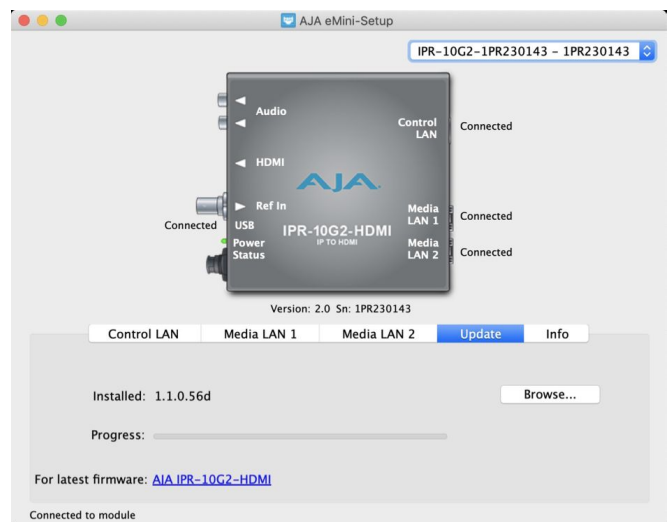 AJA eMini-Setup
IPR-10G2-1PR230143 - 1PR230143
Audio
Control
LAN
Connected
HDMI
AJA
Ref In
Connected
USB
Power
Status
IPR-10G2-HDMI
IP TO HDMI
Media
LAN 1
Connected
Media
LAN 2
Connected
Version: 2.0 Sn: 1PR230143
Control LAN Media LAN 1 Media LAN 2 Update Info
Installed: 1.1.0.56d
Browse...
Progress:
For latest firmware: AJA IPR-10G2-HDMI
Connected to module